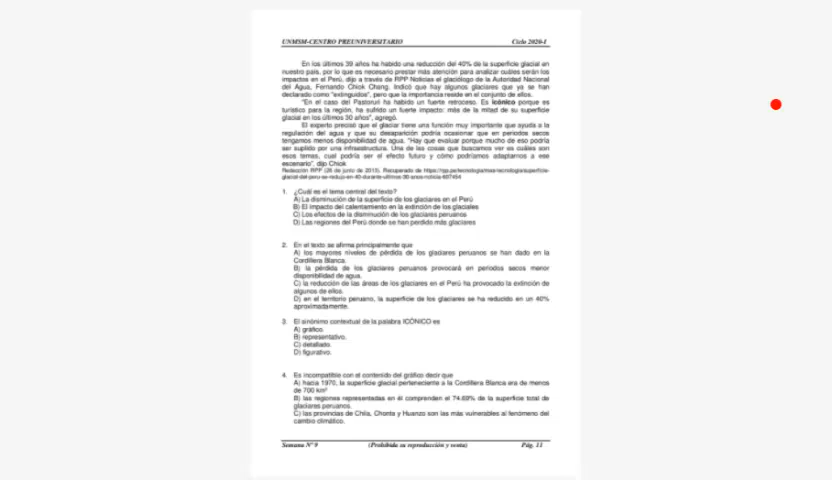 UNMSM-CENTRO PREUNIVERSITARIO Ciclo 2020-I
En los últimos 39 años ha habido una reducción del 40% de la superficie glacial en
nuestro país, por lo que es necesario prestar más atención para analizar cuáles serán los
impactos en el Perú, dijo a través de RPP Noticias el glaciólogo de la Autoridad Nacional
del Agua, Fernando Chiok Chang. Indicó que hay algunos glaciares que ya se han
declarado como "extinguidos", pero que la importancia reside en el conjunto de ellos.
"En el caso del Pastoruri ha habido un fuerte retroceso. Es icónico porque es
turístico para la región, ha sufrido un fuerte impacto: más de la mitad de su superficie
glacial en los últimos 30 años", agregó.
El experto precisó que el glaciar tiene una función muy importante que ayuda a la
regulación del agua y que su desaparición podría ocasionar que en periodos secos
tengamos menos disponibilidad de agua. "Hay que evaluar porque mucho de eso podría
ser suplido por una infraestructura. Una de las cosas que buscamos ver es cuáles son
esos temas, cuál podría ser el efecto futuro y cómo podríamos adaptarnos a ese
escenario", dijo Chiok
Redacción RPP (26 de junio de 2013). Recuperado de
1. ¿Cuál es el tema central del texto?
A) La disminución de la superficie de los glaciares en el Perú
B) El impacto del calentamiento en la extinción de los glaciales
C) Los efectos de la disminución de los glaciares peruanos
D) Las regiones del Perú donde se han perdido más glaciares
2. En el texto se afirma principalmente que
A) los mayores niveles de pérdida de los glaciares peruanos se han dado en la
Cordillera Blanca.
B) la pérdida de los glaciares peruanos provocará en periodos secos menor
disponibilidad de agua.
C) la reducción de las áreas de los glaciares en el Perú ha provocado la extinción de
algunos de ellos.
D) en el territorio peruano, la superficie de los glaciares se ha reducido en un 40%
aproximadamente.
3. El sinónimo contextual de la palabra ICÓNICO es
A) gráfico.
B) representativo.
C) detallado.
D) figurativo.
4. Es incompatible con el contenido del gráfico decir que
A) hacia 1970, la superficie glacial perteneciente a la Cordillera Blanca era de menos
de 700 km²
B) las regiones representadas en él comprenden el 74.69% de la superficie total de
glaciares peruanos.
C) las provincias de Chila, Chonta y Huanzo son las más vulnerables al fenómeno del
cambio climático.
Semana Nº 9 (Prohibida su reproducción y venta) Pág. 11